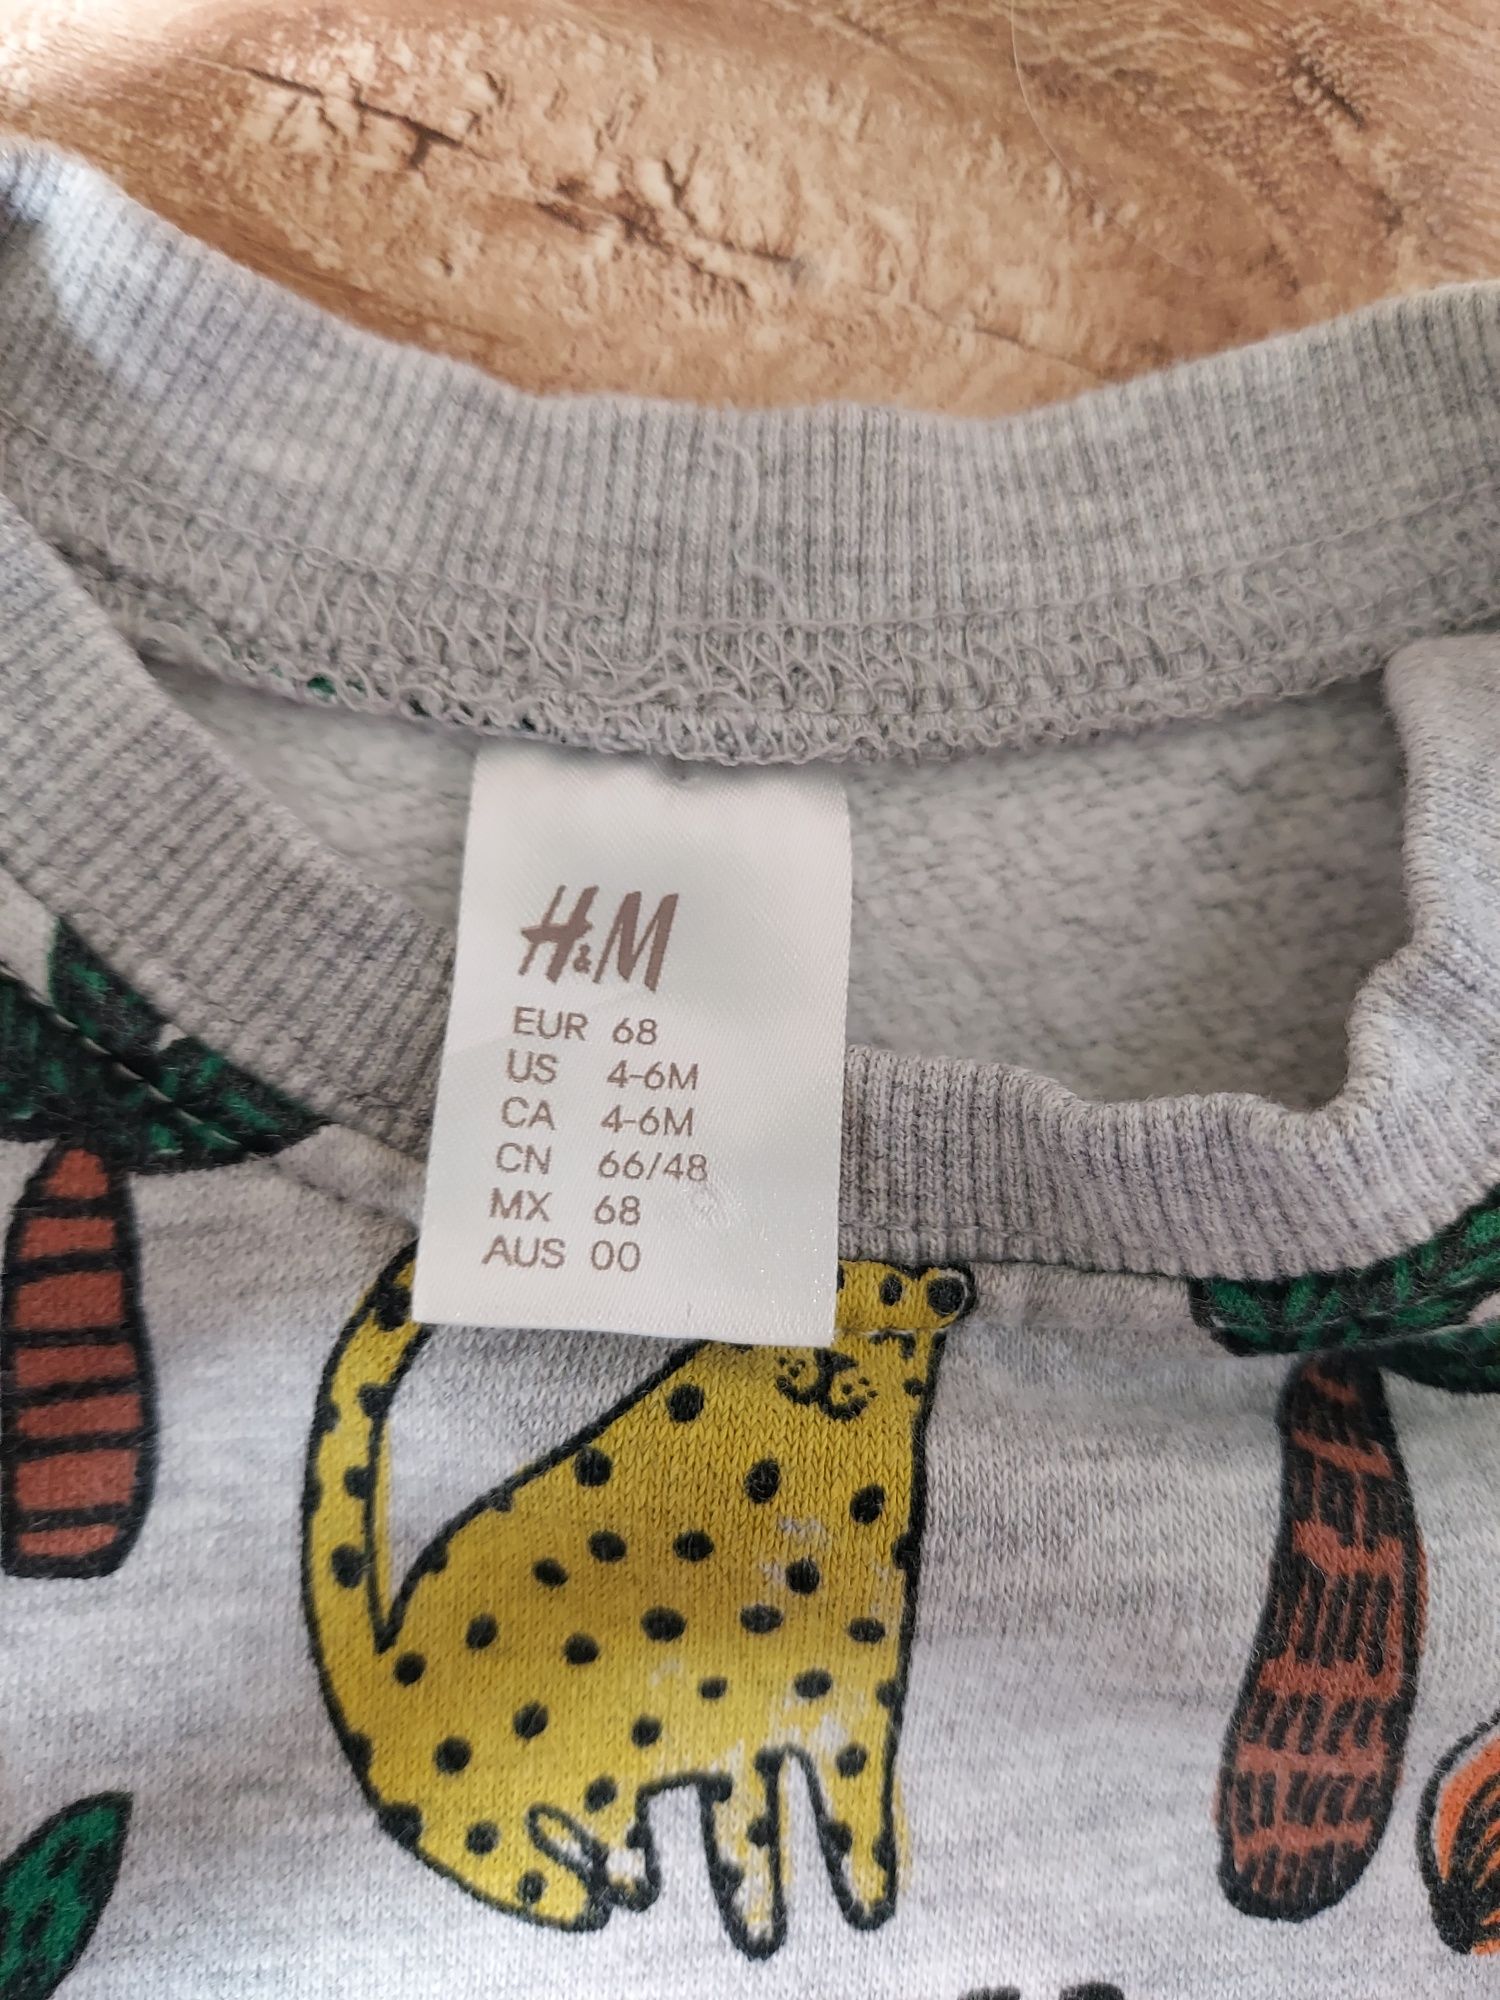 H&M
EUR 68
US 4-6M
CA 4-6M
CN 66/48
MX 68
AUS 00